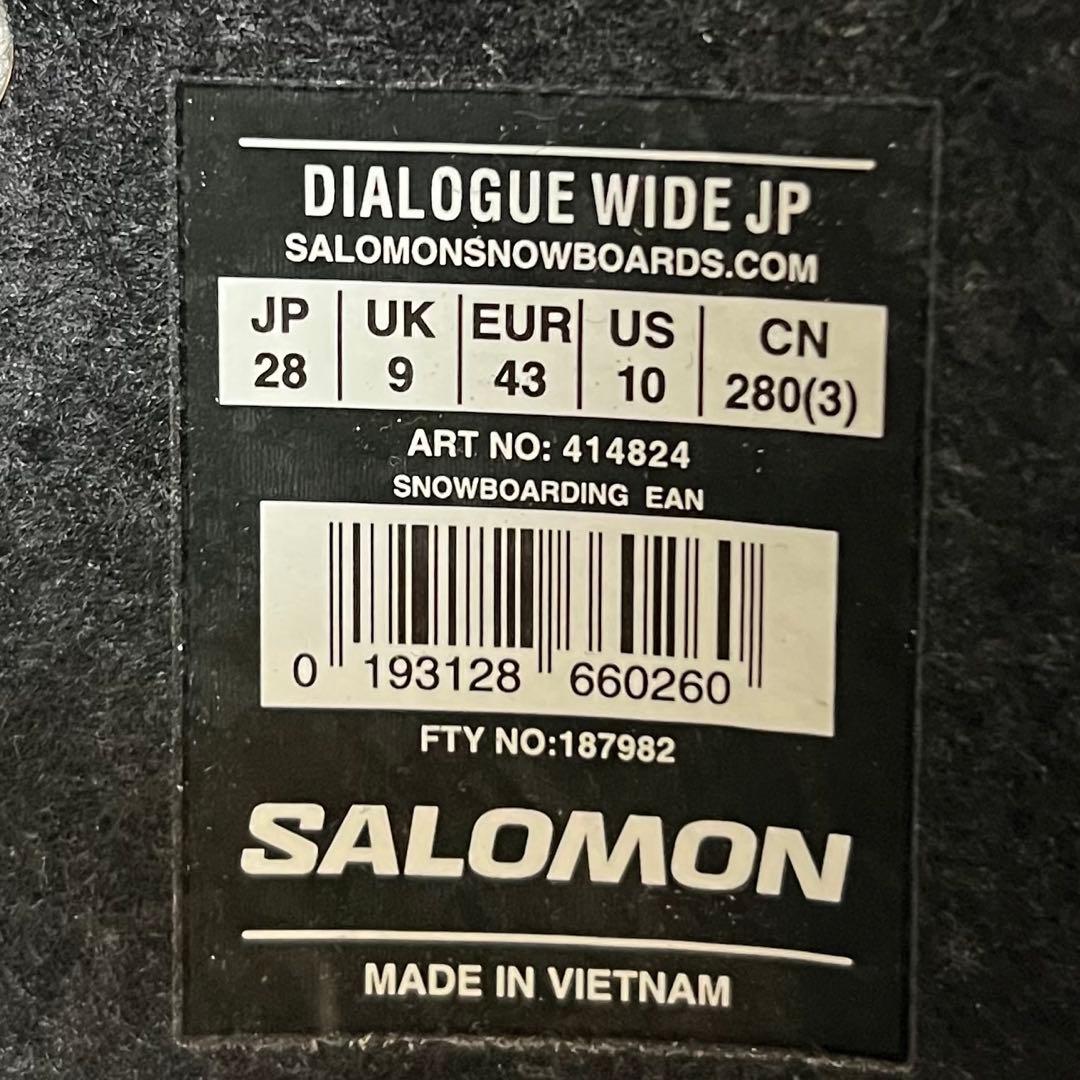 DIALOGUE WIDE JP
SALOMONSNOWBOARDS.COM
JP UK EUR US CN
28 9 43 10 280(3)
ART NO: 414824
SNOWBOARDING EAN
0 193128 660260
FTY NO:187982
SALOMON
MADE IN VIETNAM